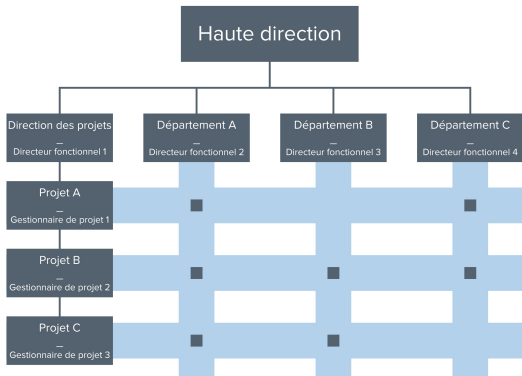 Haute direction
Direction des projets
—
Directeur fonctionnel 1
Département A
—
Directeur fonctionnel 2
Département B
—
Directeur fonctionnel 3
Département C
—
Directeur fonctionnel 4
Projet A
—
Gestionnaire de projet 1
Projet B
—
Gestionnaire de projet 2
Projet C
—
Gestionnaire de projet 3